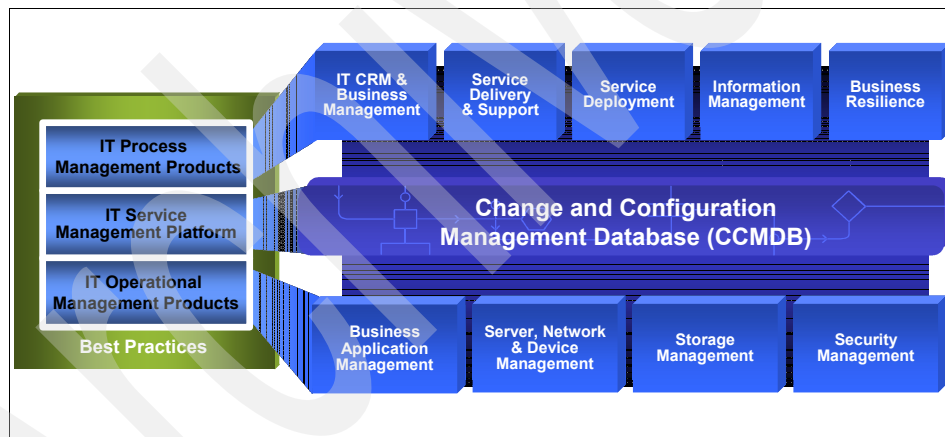 IT CRM &
Business
Management
Service
Delivery
& Support
Service
Deployment
Information
Management
Business
Resilience
IT Process
Management Products
IT Service
Management Platform
IT Operational
Management Products
Best Practices
Change and Configuration
Management Database (CCMDB)
Business
Application
Management
Server, Network
& Device
Management
Storage
Management
Security
Management